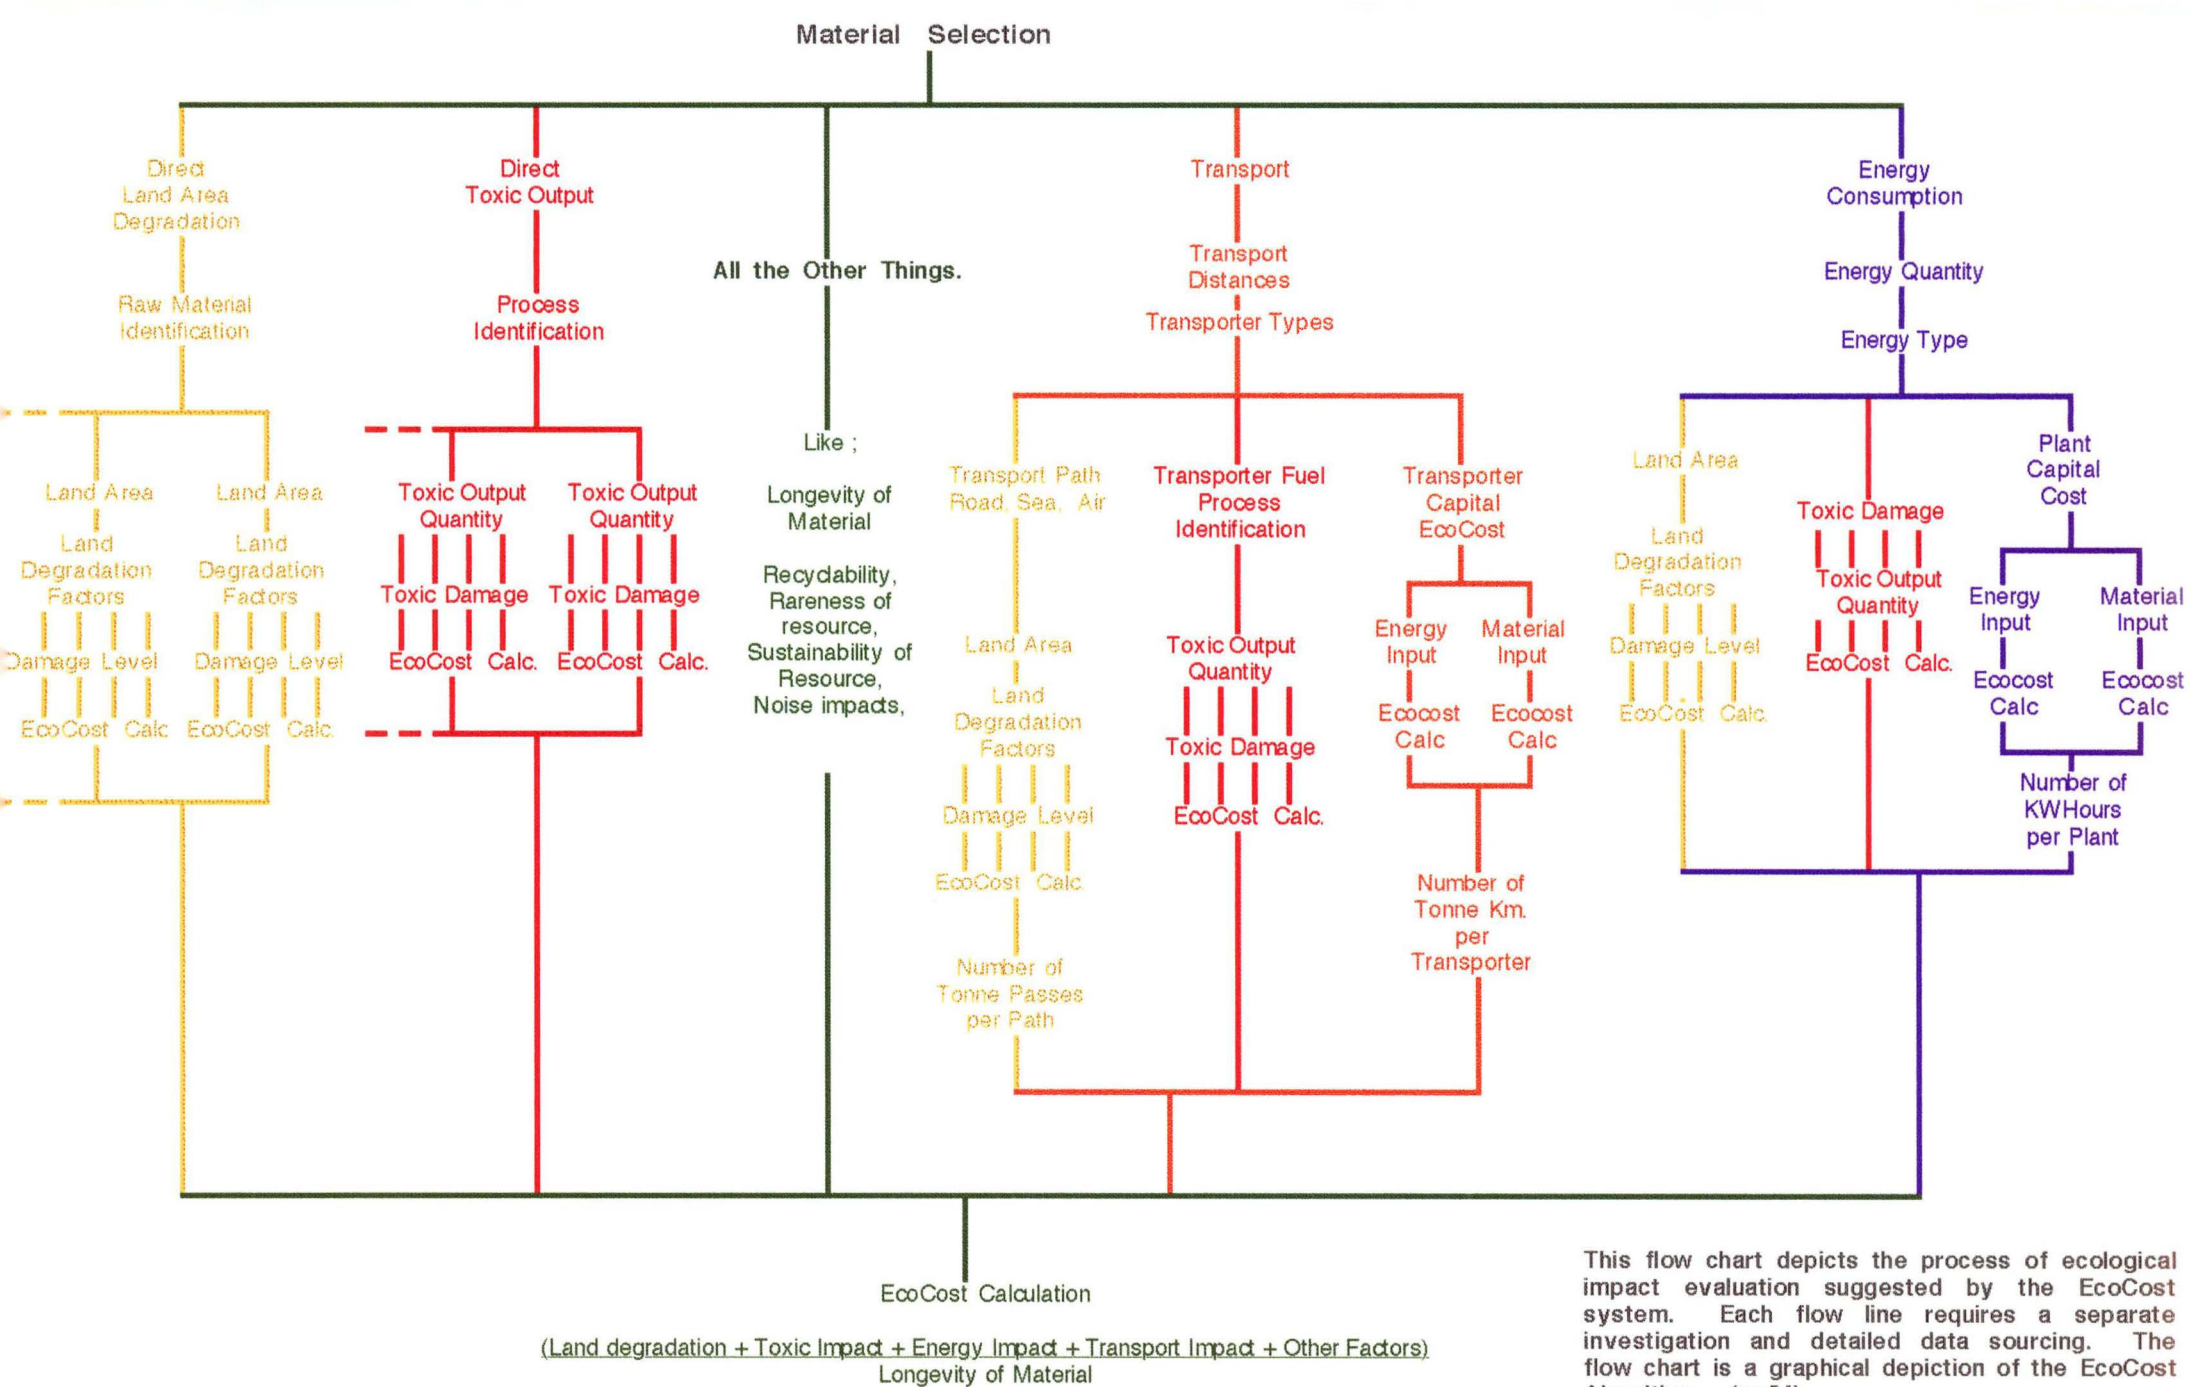 Material Selection
Direct
Land Area
Degradation
Raw Material
Identification
Land Area
Land
Degradation
Factors
Damage Level
EcoCost Calc
Land Area
Land
Degradation
Factors
Damage Level
EcoCost Calc.
Direct
Toxic Output
Process
Identification
Toxic Output
Quantity
Toxic Damage
EcoCost Calc.
Toxic Output
Quantity
Toxic Damage
EcoCost Calc.
All the Other Things.
Like ;
Longevity of
Material
Recyclability,
Rareness of
resource,
Sustainability of
Resource,
Noise impacts,
Transport
Transport
Distances
Transporter Types
Transport Path
Road, Sea, Air
Land Area
Land
Degradation
Factors
Damage Level
EcoCost Calc.
Number of
Tonne Passes
per Path
Transporter Fuel
Process
Identification
Toxic Output
Quantity
Toxic Damage
EcoCost Calc.
Transporter
Capital
EcoCost
Energy
Input
Ecocost
Calc
Material
Input
Ecocost
Calc
Number of
Tonne Km.
per
Transporter
Energy
Consumption
Energy Quantity
Energy Type
Land Area
Land
Degradation
Factors
Damage Level
EcoCost Calc.
Toxic Damage
Toxic Output
Quantity
EcoCost Calc.
Plant
Capital
Cost
Energy
Input
Ecocost
Calc
Material
Input
Ecocost
Calc
Number of
KWHours
per Plant
EcoCost Calculation
(Land degradation + Toxic Impact + Energy Impact + Transport Impact + Other Factors)
Longevity of Material
This flow chart depicts the process of ecological
impact evaluation suggested by the EcoCost
system. Each flow line requires a separate
investigation and detailed data sourcing. The
flow chart is a graphical depiction of the EcoCost